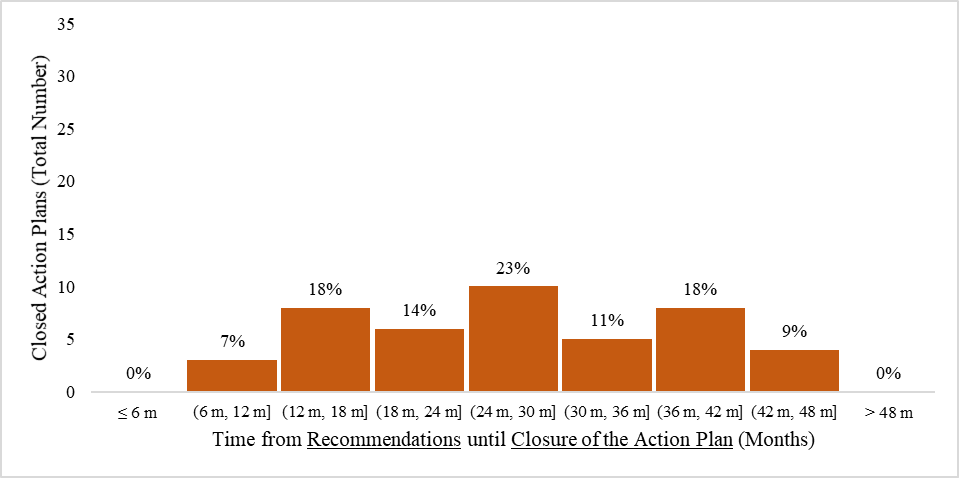 35
30
25
20
15
10
5
0
Closed Action Plans (Total Number)
0%
7%
18%
14%
23%
11%
18%
9%
0%
≤ 6 m
(6 m, 12 m]
(12 m, 18 m]
(18 m, 24 m]
(24 m, 30 m]
(30 m, 36 m]
(36 m, 42 m]
(42 m, 48 m]
> 48 m
Time from Recommendations until Closure of the Action Plan (Months)